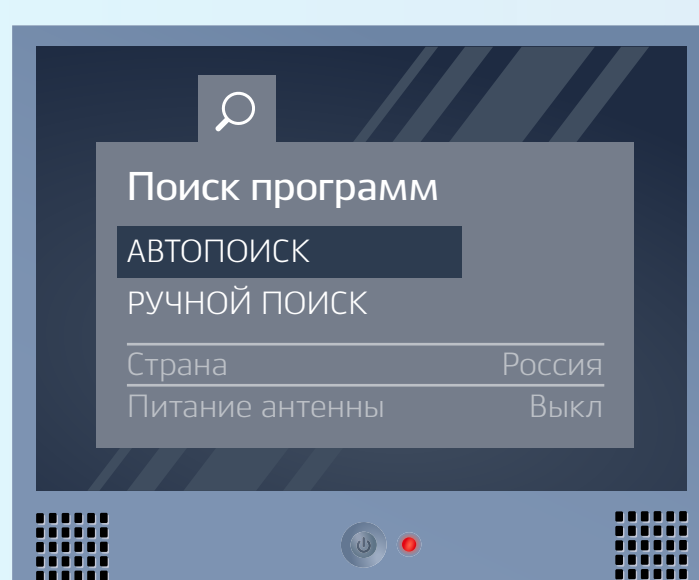 Поиск программ
АВТОПОИСК
РУЧНОЙ ПОИСК
Страна Россия
Питание антенны Выкл